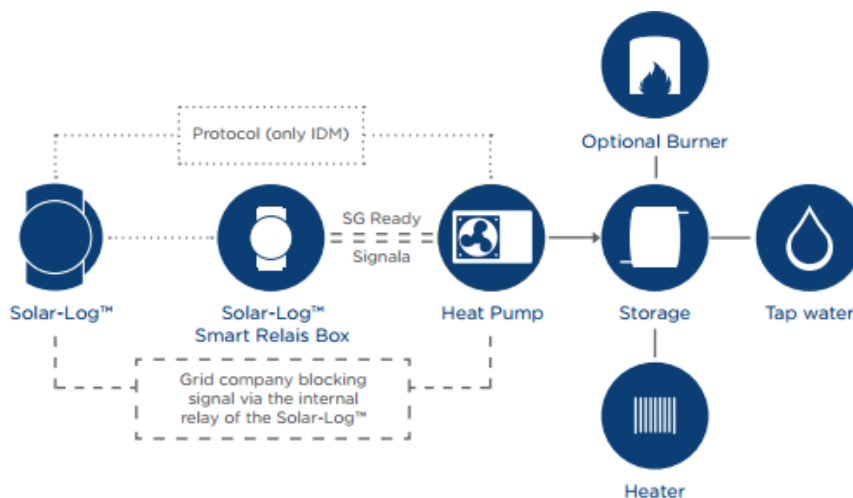 Optional Burner
Protocol (only IDM)
SG Ready
Signala
Solar-Log™
Solar-Log™
Smart Relais Box
Heat Pump
Storage
Tap water
Grid company blocking
signal via the internal
relay of the Solar-Log™
Heater